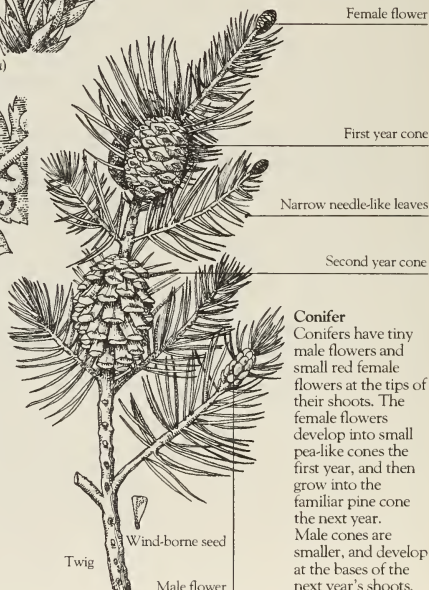 Female flower
First year cone
Narrow needle-like leaves
Second year cone
Conifer
Conifers have tiny
male flowers and
small red female
flowers at the tips of
their shoots. The
female flowers
develop into small
pea-like cones the
first year, and then
grow into the
familiar pine cone
the next year.
Male cones are
smaller, and develop
at the bases of the
next year's shoots.
Wind-borne seed
Twig
Male flower